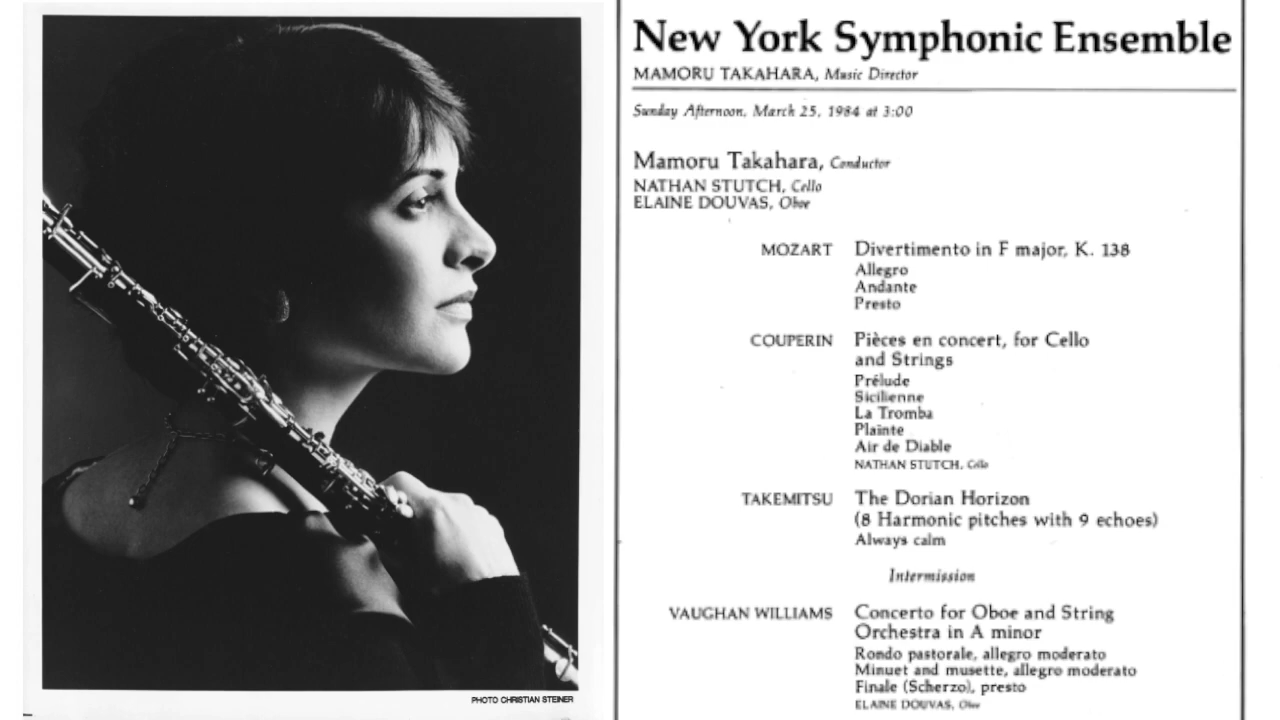 PHOTO CHRISTIAN STEINER
New York Symphonic Ensemble
MAMORU TAKAHARA, Music Director
Sunday Afternoon, March 25, 1984 at 3:00
Mamoru Takahara, Conductor
NATHAN STUTCH, Cello
ELAINE DOUVAS, Oboe
MOZART Divertimento in F major, K. 138
Allegro
Andante
Presto
COUPERIN Pièces en concert, for Cello
and Strings
Prélude
Sicilienne
La Tromba
Plainte
Air de Diable
NATHAN STUTCH, Cello
TAKEMITSU The Dorian Horizon
(8 Harmonic pitches with 9 echoes)
Always calm
Intermission
VAUGHAN WILLIAMS Concerto for Oboe and String
Orchestra in A minor
Rondo pastorale, allegro moderato
Minuet and musette, allegro moderato
Finale (Scherzo), presto
ELAINE DOUVAS, Oboe